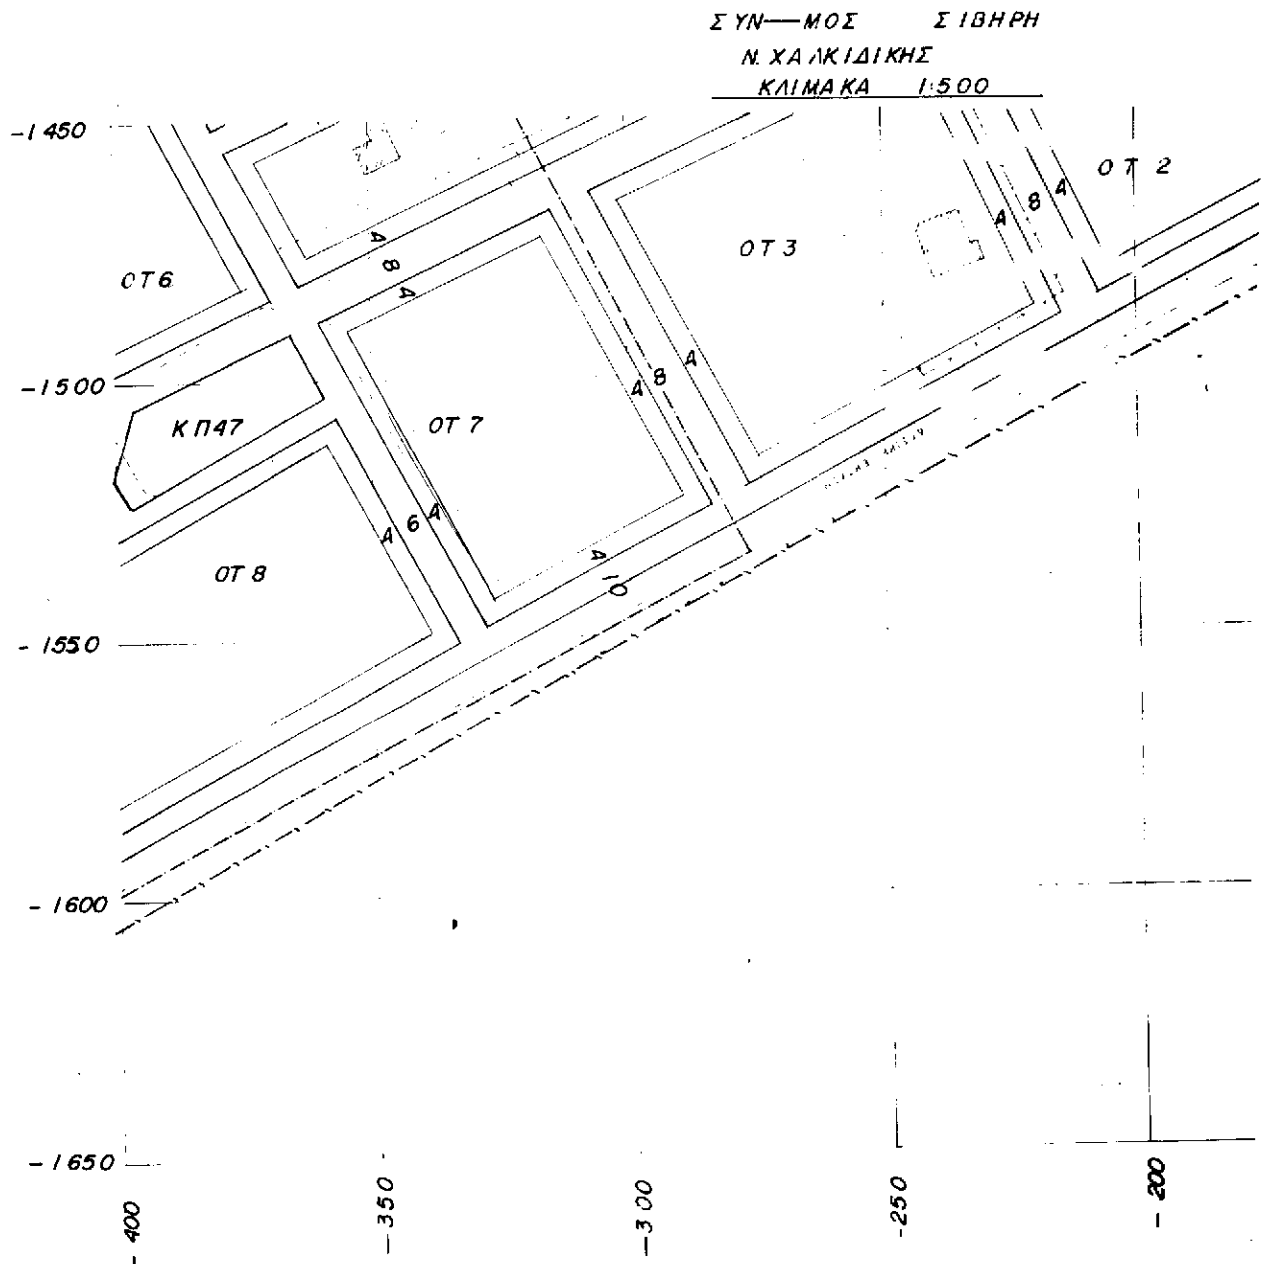 ΣΥΝ—ΜΟΣ ΣΙΒΗΡΗ
Ν. ΧΑΛΚΙΔΙΚΗΣ
ΚΛΙΜΑΚΑ 1:500
-1450
ΟΤ 2
Α 8 Α
ΟΤ 3
Α 8 Α
ΟΤ6
-1500
ΚΠ47
ΟΤ 7
Α 8 Α
Α 6 Α
ΟΤ 8
Α 10
-1550
-1600
-1650
-400
-350
-300
-250
-200